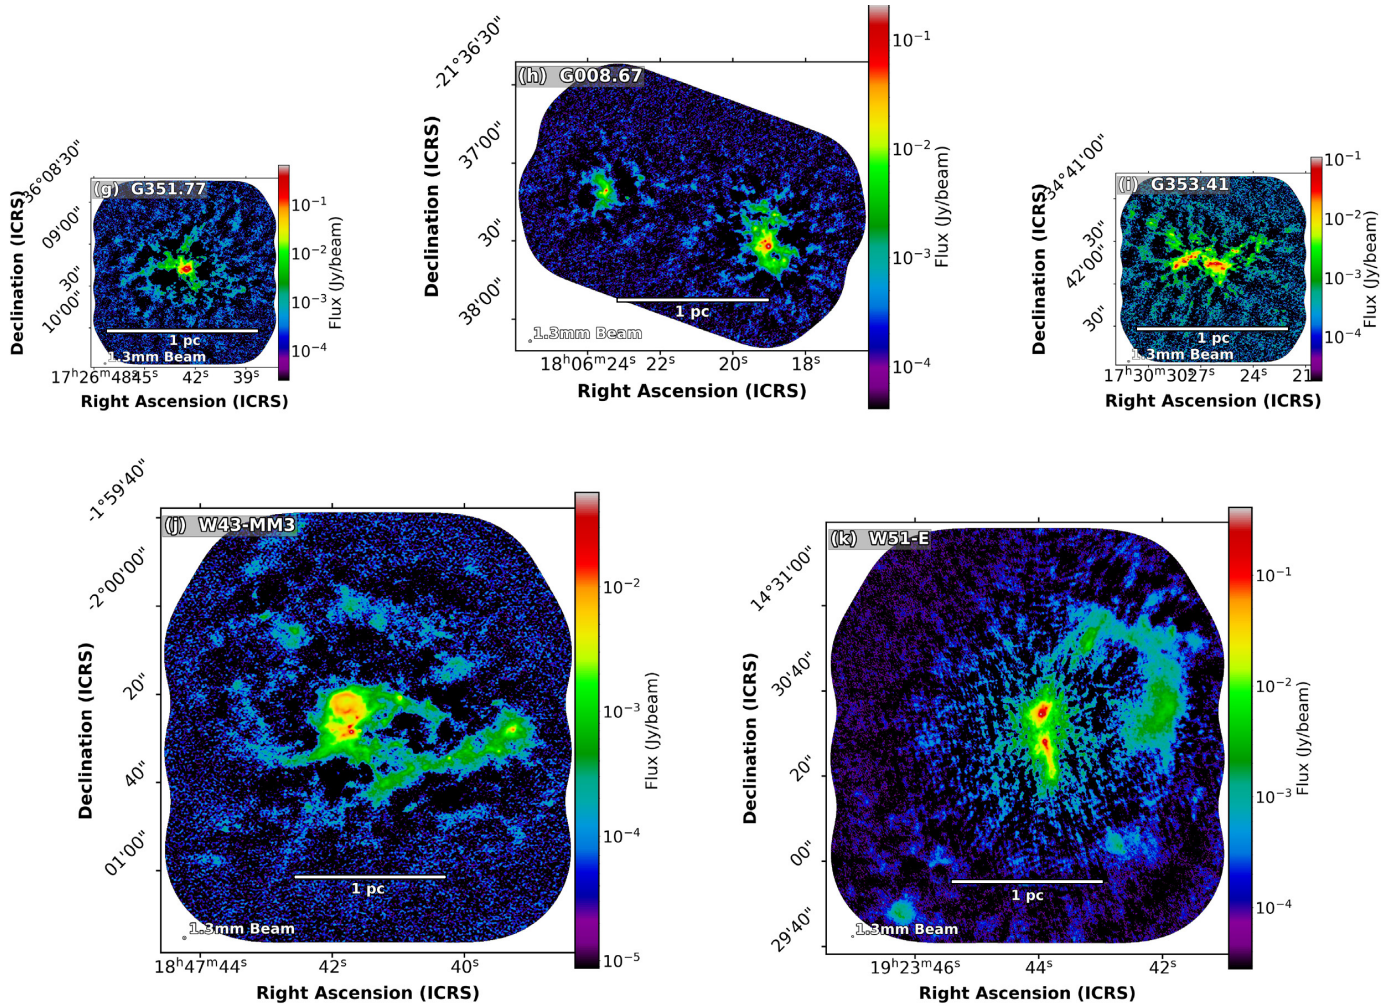 (g) G351.77
-36°08'30"
09'00"
30"
10'00"
Declination (ICRS)
1 pc
1.3mm Beam
17ʰ26ᵐ48ˢ
45ˢ
42ˢ
39ˢ
Right Ascension (ICRS)
10⁻¹
10⁻²
10⁻³
10⁻⁴
Flux (Jy/beam)
(h) G008.67
-21°36'30"
37'00"
30"
38'00"
Declination (ICRS)
1 pc
1.3mm Beam
18ʰ06ᵐ24ˢ
22ˢ
20ˢ
18ˢ
Right Ascension (ICRS)
10⁻¹
10⁻²
10⁻³
10⁻⁴
Flux (Jy/beam)
(i) G353.41
-34°41'00"
30"
42'00"
30"
Declination (ICRS)
1 pc
1.3mm Beam
17ʰ30ᵐ30ˢ
27ˢ
24ˢ
21
Right Ascension (ICRS)
10⁻¹
10⁻²
10⁻³
10⁻⁴
Flux (Jy/beam)
(j) W43-MM3
-1°59'40"
-2°00'00"
20"
40"
01'00"
Declination (ICRS)
1 pc
1.3mm Beam
18ʰ47ᵐ44ˢ
42ˢ
40ˢ
Right Ascension (ICRS)
10⁻²
10⁻³
10⁻⁴
10⁻⁵
Flux (Jy/beam)
(k) W51-E
14°31'00"
30'40"
20"
00"
29'40"
Declination (ICRS)
1 pc
1.3mm Beam
19ʰ23ᵐ46ˢ
44ˢ
42ˢ
Right Ascension (ICRS)
10⁻¹
10⁻²
10⁻³
10⁻⁴
Flux (Jy/beam)